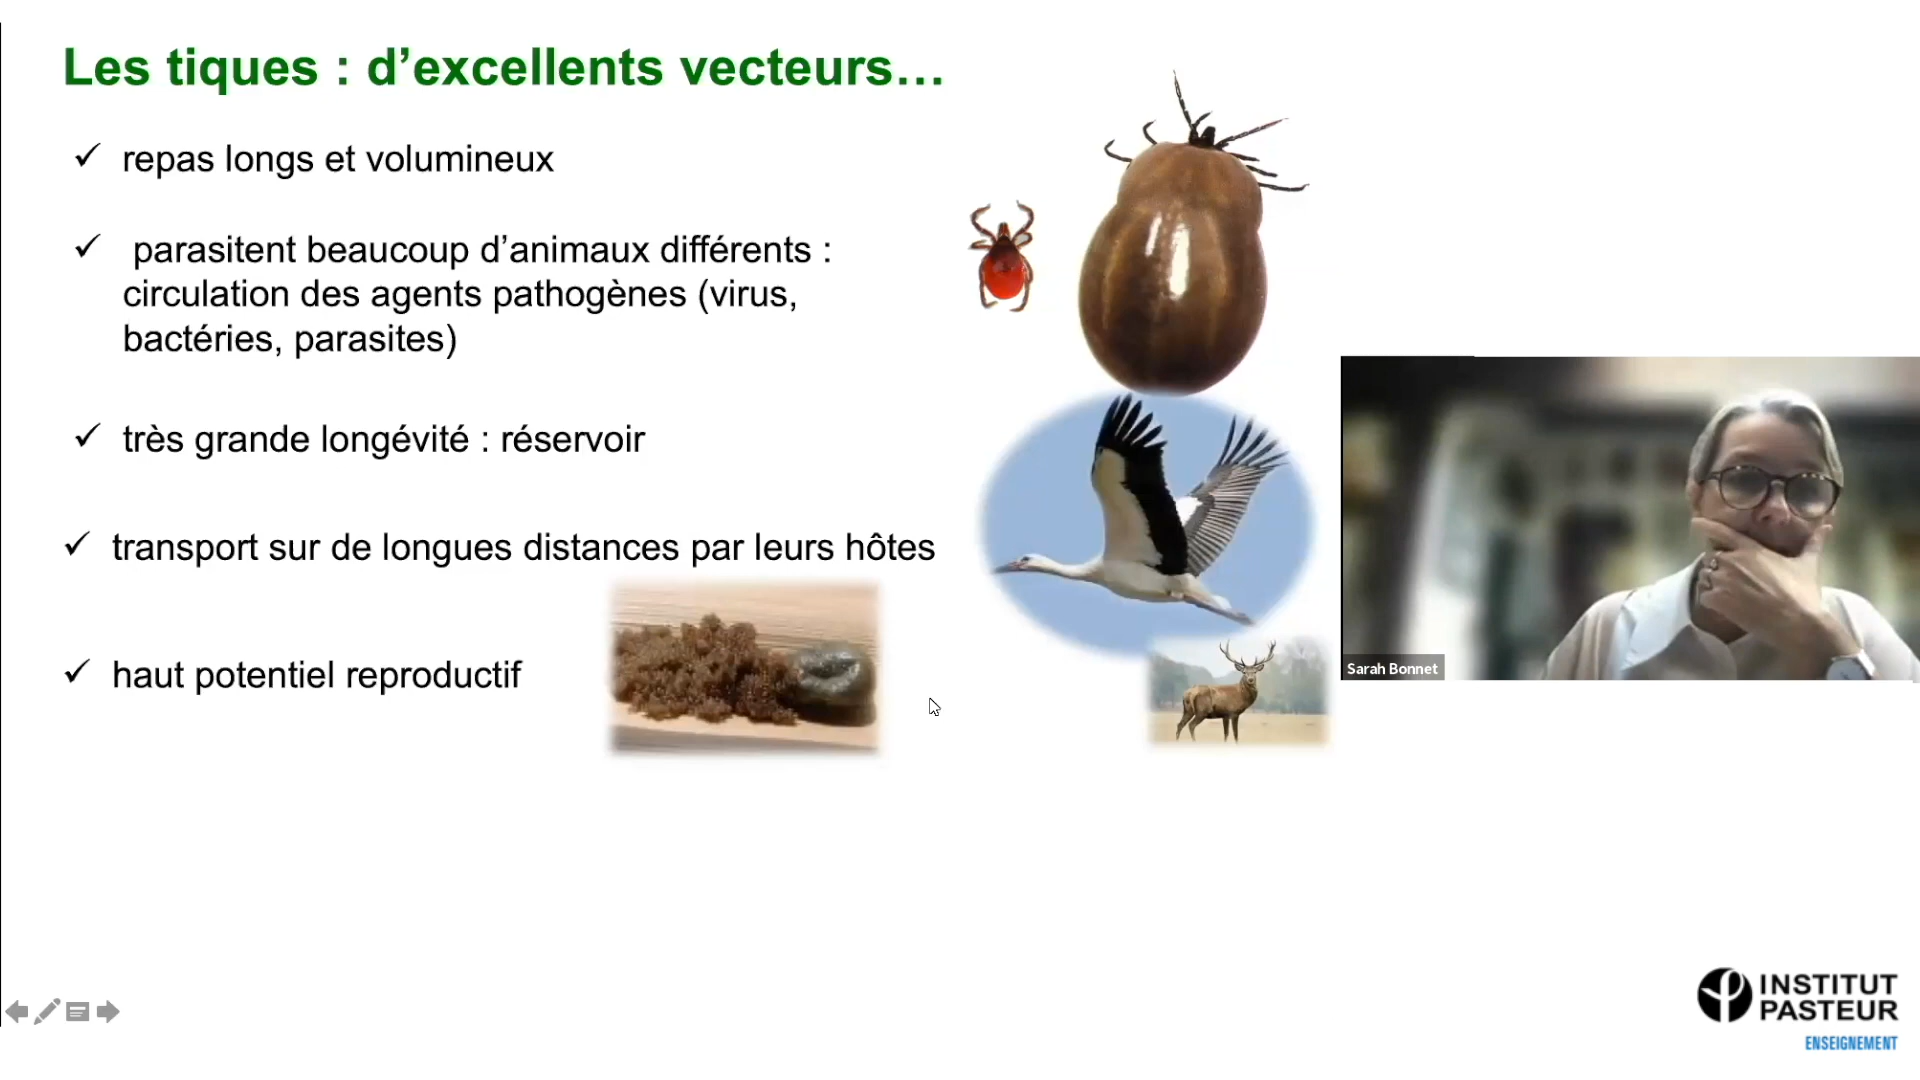 Les tiques : d’excellents vecteurs…
✓ repas longs et volumineux
✓ parasitent beaucoup d’animaux différents :
circulation des agents pathogènes (virus,
bactéries, parasites)
✓ très grande longévité : réservoir
✓ transport sur de longues distances par leurs hôtes
✓ haut potentiel reproductif
Sarah Bonnet
INSTITUT
PASTEUR
ENSEIGNEMENT